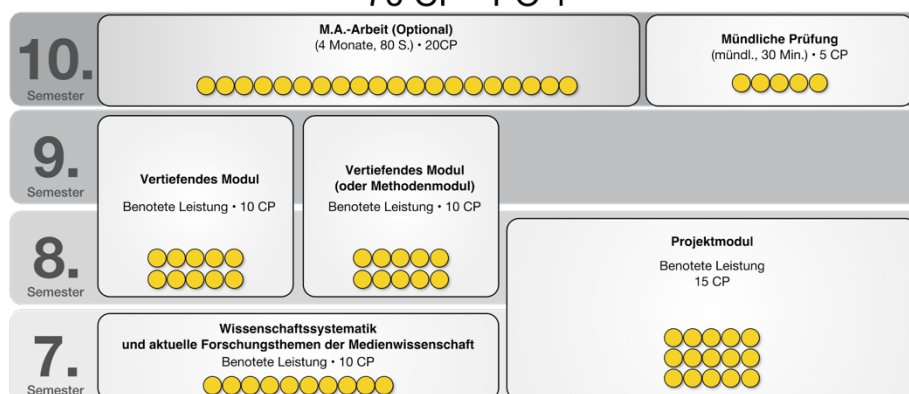 10.
Semester
M.A.-Arbeit (Optional)
(4 Monate, 80 S.) • 20CP
Mündliche Prüfung
(mündl., 30 Min.) • 5 CP
9.
Semester
Vertiefendes Modul
Benotete Leistung • 10 CP
Vertiefendes Modul
(oder Methodenmodul)
Benotete Leistung • 10 CP
8.
Semester
Projektmodul
Benotete Leistung
15 CP
7.
Semester
Wissenschaftssystematik
und aktuelle Forschungsthemen der Medienwissenschaft
Benotete Leistung • 10 CP